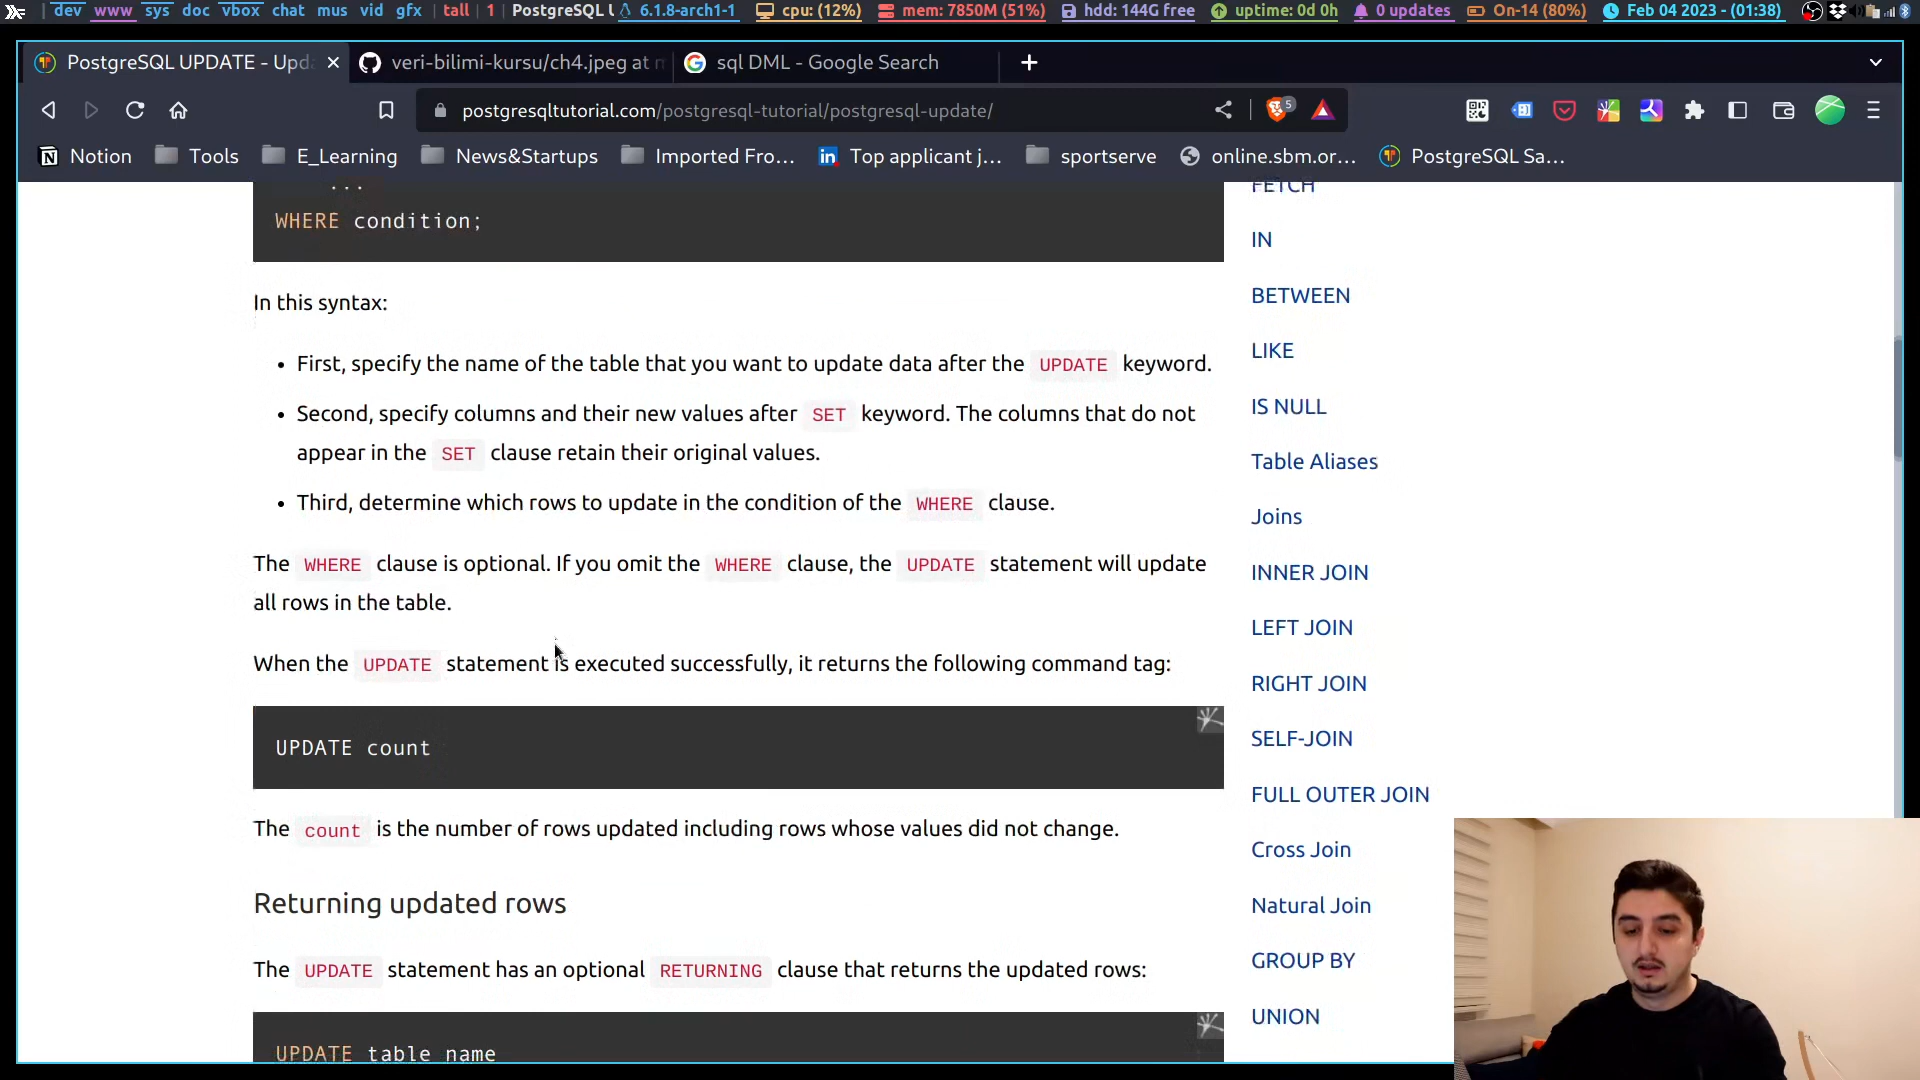 dev www sys doc vbox chat mus vid gfx | tall | 1 | PostgreSQL U 6.1.8-arch1-1 cpu: (12%) mem: 7850M (51%) hdd: 144G free uptime: 0d 0h 0 updates On-14 (80%) Feb 04 2023 - (01:38)
PostgreSQL UPDATE - Upd veri-bilimi-kursu/ch4.jpeg at m sql DML - Google Search
postgresqltutorial.com/postgresql-tutorial/postgresql-update/ 5
Notion Tools E_Learning News&Startups Imported Fro... Top applicant j... sportserve online.sbm.or... PostgreSQL Sa...
...
WHERE condition;
In this syntax:
• First, specify the name of the table that you want to update data after the UPDATE keyword.
• Second, specify columns and their new values after SET keyword. The columns that do not
appear in the SET clause retain their original values.
• Third, determine which rows to update in the condition of the WHERE clause.
The WHERE clause is optional. If you omit the WHERE clause, the UPDATE statement will update
all rows in the table.
When the UPDATE statement is executed successfully, it returns the following command tag:
UPDATE count
The count is the number of rows updated including rows whose values did not change.
Returning updated rows
The UPDATE statement has an optional RETURNING clause that returns the updated rows:
UPDATE table_name
FETCH
IN
BETWEEN
LIKE
IS NULL
Table Aliases
Joins
INNER JOIN
LEFT JOIN
RIGHT JOIN
SELF-JOIN
FULL OUTER JOIN
Cross Join
Natural Join
GROUP BY
UNION